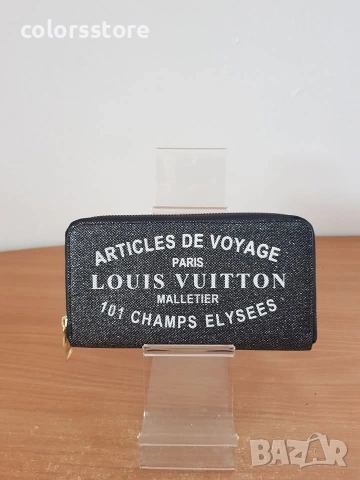 colorsstore
ARTICLES DE VOYAGE
PARIS
LOUIS VUITTON
MALLETIER
101 CHAMPS ELYSEES
BAZAR